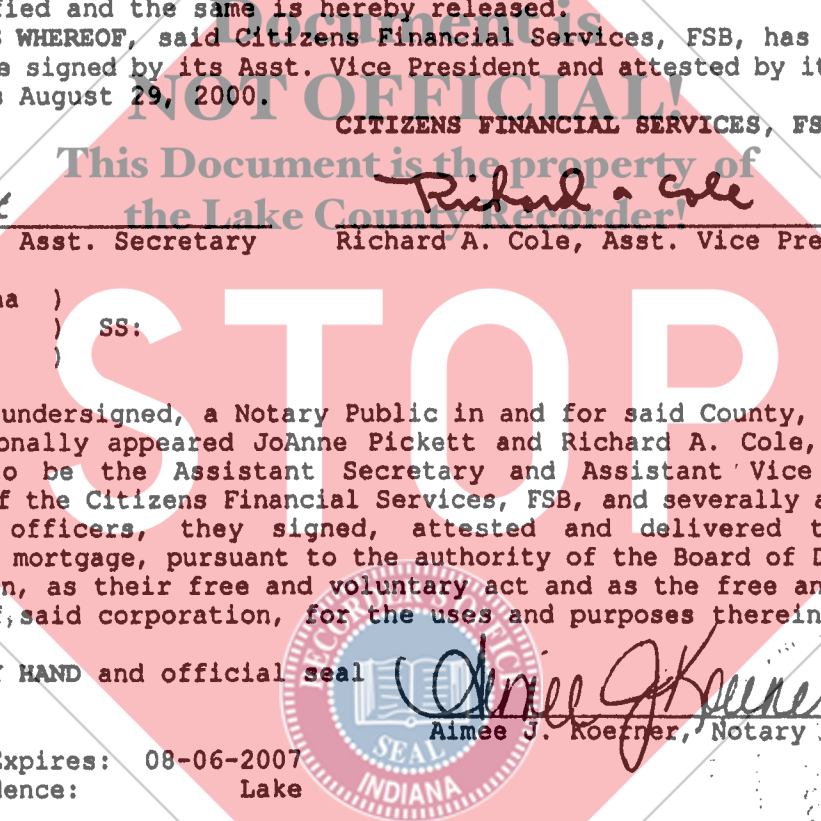 fied and the same is hereby released.
Document is
WHEREOF, said Citizens Financial Services, FSB, has
e signed by its Asst. Vice President and attested by it
s August 29, 2000.
NOT OFFICIAL!
CITIZENS FINANCIAL SERVICES, FS
This Document is the property of
Richard a Cole
the Lake County Recorder!
Asst. Secretary Richard A. Cole, Asst. Vice Pre
na )
) SS:
)
STOP
undersigned, a Notary Public in and for said County,
onally appeared JoAnne Pickett and Richard A. Cole,
o be the Assistant Secretary and Assistant Vice
f the Citizens Financial Services, FSB, and severally a
officers, they signed, attested and delivered t
mortgage, pursuant to the authority of the Board of D
n, as their free and voluntary act and as the free an
f said corporation, for the uses and purposes therein
RECORDER'S OFFICE
Y HAND and official seal
Aimee J Koerner
Aimee J. Koerner, Notary
SEAL
Expires: 08-06-2007
INDIANA
dence: Lake